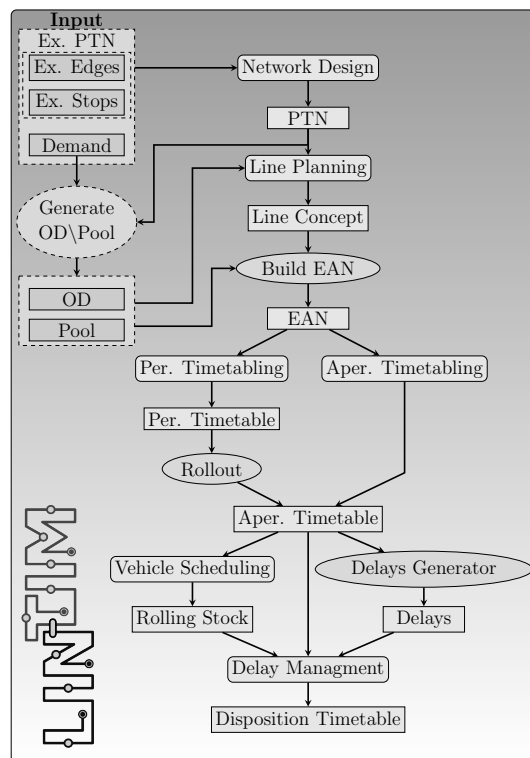 Input
Ex. PTN
Ex. Edges
Network Design
Ex. Stops
PTN
Demand
Line Planning
Generate
OD\Pool
Line Concept
Build EAN
OD
EAN
Pool
Per. Timetabling
Aper. Timetabling
Per. Timetable
Rollout
Aper. Timetable
Vehicle Scheduling
Delays Generator
Rolling Stock
Delays
Delay Managment
Disposition Timetable
LIN
TIM